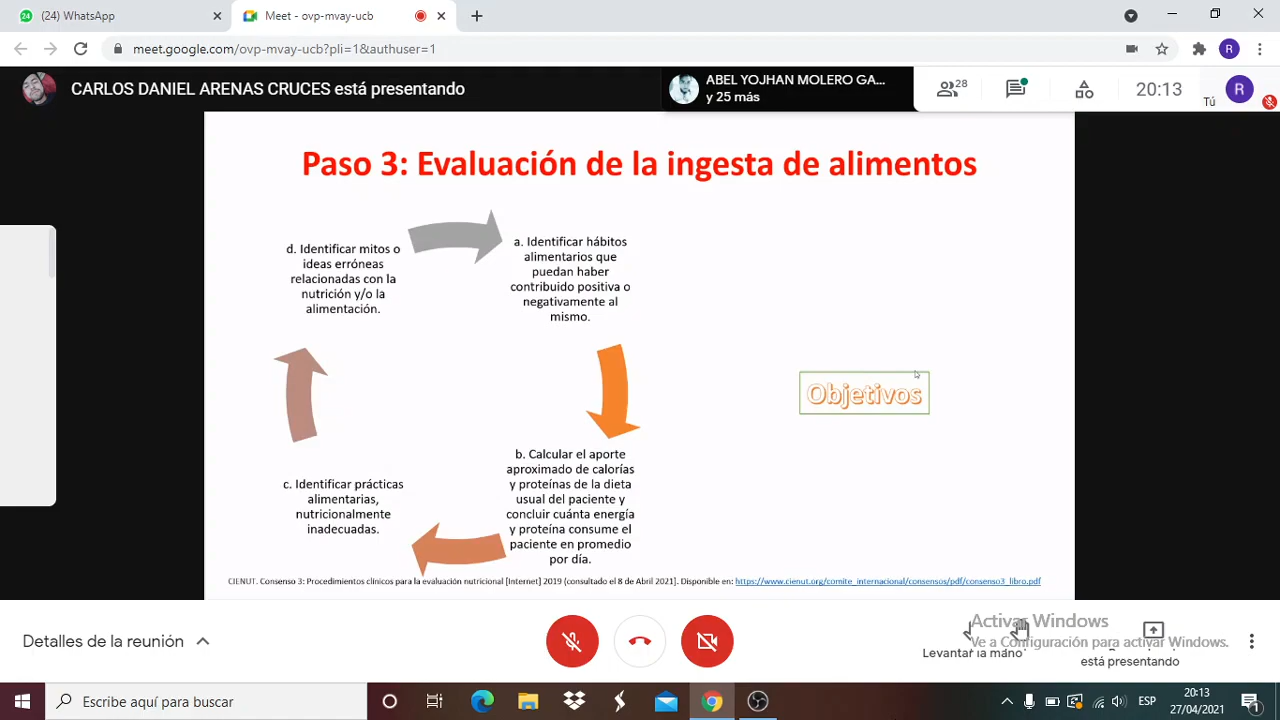 (24) WhatsApp
Meet - ovp-mvay-ucb
meet.google.com/ovp-mvay-ucb?pli=1&authuser=1
R
CARLOS DANIEL ARENAS CRUCES está presentando
ABEL YOJHAN MOLERO GA...
y 25 más
28
20:13
Tú
R
Paso 3: Evaluación de la ingesta de alimentos
d. Identificar mitos o
ideas erróneas
relacionadas con la
nutrición y/o la
alimentación.
a. Identificar hábitos
alimentarios que
puedan haber
contribuido positiva o
negativamente al
mismo.
Objetivos
c. Identificar prácticas
alimentarias,
nutricionalmente
inadecuadas.
b. Calcular el aporte
aproximado de calorías
y proteínas de la dieta
usual del paciente y
concluir cuánta energía
y proteína consume el
paciente en promedio
por día.
CIENUT. Consenso 3: Procedimientos clínicos para la evaluación nutricional [Internet] 2019 (consultado el 8 de Abril 2021]. Disponible en: https://www.cienut.org/comite_internacional/consensos/pdf/consenso3_libro.pdf
Detalles de la reunión
Activar Windows
Ve a Configuración para activar Windows.
Levantar la mano
está presentando
Escribe aquí para buscar
ESP
20:13
27/04/2021
1